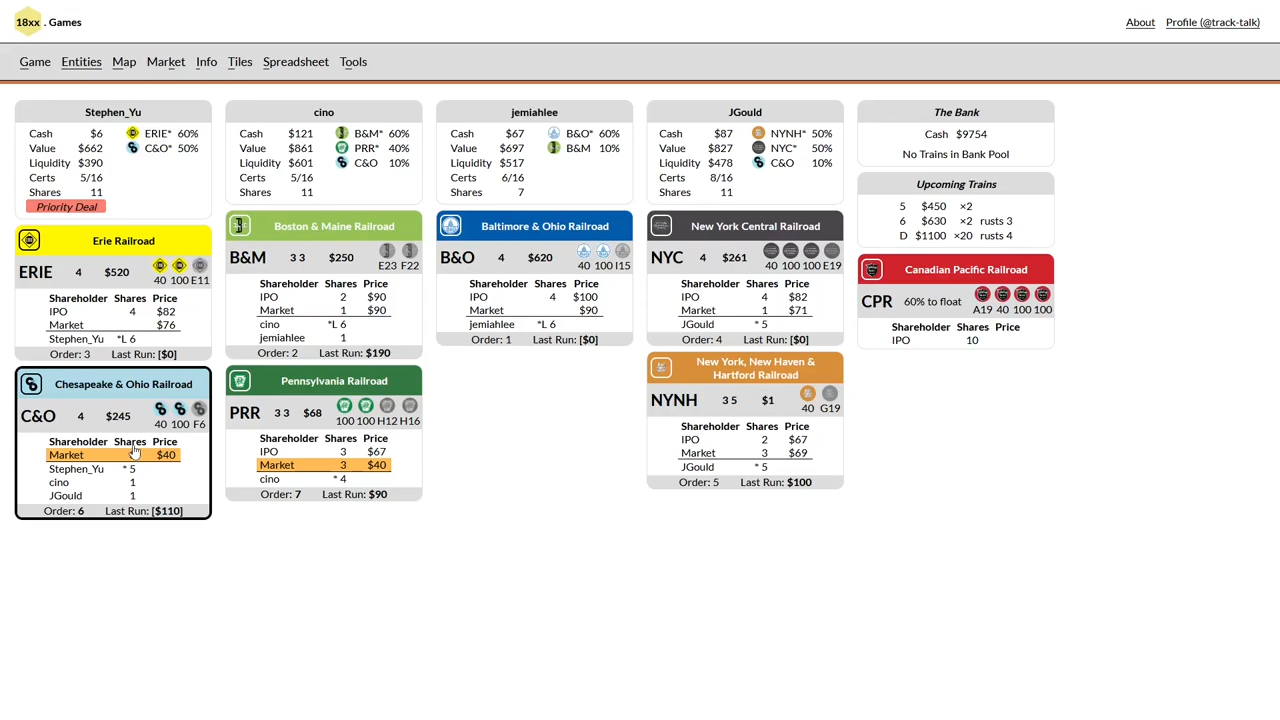 18xx . Games
About Profile (@track-talk)
Game Entities Map Market Info Tiles Spreadsheet Tools
Stephen_Yu
Cash $6 ERIE* 60%
Value $662 C&O* 50%
Liquidity $390
Certs 5/16
Shares 11
Priority Deal
Erie Railroad
ERIE 4 $520 40 100 E11
Shareholder Shares Price
IPO 4 $82
Market $76
Stephen_Yu *L 6
Order: 3 Last Run: [$0]
Chesapeake & Ohio Railroad
C&O 4 $245 40 100 F6
Shareholder Shares Price
Market $40
Stephen_Yu * 5
cino 1
JGould 1
Order: 6 Last Run: [$110]
cino
Cash $121 B&M* 60%
Value $861 PRR* 40%
Liquidity $601 C&O 10%
Certs 5/16
Shares 11
Boston & Maine Railroad
B&M 3 3 $250 E23 F22
Shareholder Shares Price
IPO 2 $90
Market 1 $90
cino *L 6
jemiahlee 1
Order: 2 Last Run: $190
Pennsylvania Railroad
PRR 3 3 $68 100 100 H12 H16
Shareholder Shares Price
IPO 3 $67
Market 3 $40
cino * 4
Order: 7 Last Run: $90
jemiahlee
Cash $67 B&O* 60%
Value $697 B&M 10%
Liquidity $517
Certs 6/16
Shares 7
Baltimore & Ohio Railroad
B&O 4 $620 40 100 I15
Shareholder Shares Price
IPO 4 $100
Market $90
jemiahlee *L 6
Order: 1 Last Run: [$0]
JGould
Cash $87 NYNH* 50%
Value $827 NYC* 50%
Liquidity $478 C&O 10%
Certs 8/16
Shares 11
New York Central Railroad
NYC 4 $261 40 100 100 E19
Shareholder Shares Price
IPO 4 $82
Market 1 $71
JGould * 5
Order: 4 Last Run: [$0]
New York, New Haven &
Hartford Railroad
NYNH 3 5 $1 40 G19
Shareholder Shares Price
IPO 2 $67
Market 3 $69
JGould * 5
Order: 5 Last Run: $100
The Bank
Cash $9754
No Trains in Bank Pool
Upcoming Trains
5 $450 ×2
6 $630 ×2 rusts 3
D $1100 ×20 rusts 4
Canadian Pacific Railroad
CPR 60% to float A19 40 100 100
Shareholder Shares Price
IPO 10